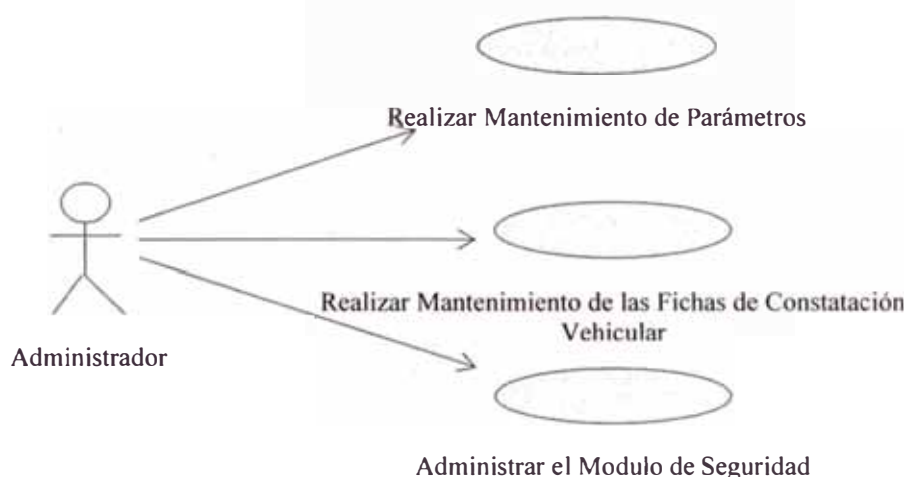 Realizar Mantenimiento de Parámetros
Realizar Mantenimiento de las Fichas de Constatación
Vehicular
Administrador
Administrar el Modulo de Seguridad